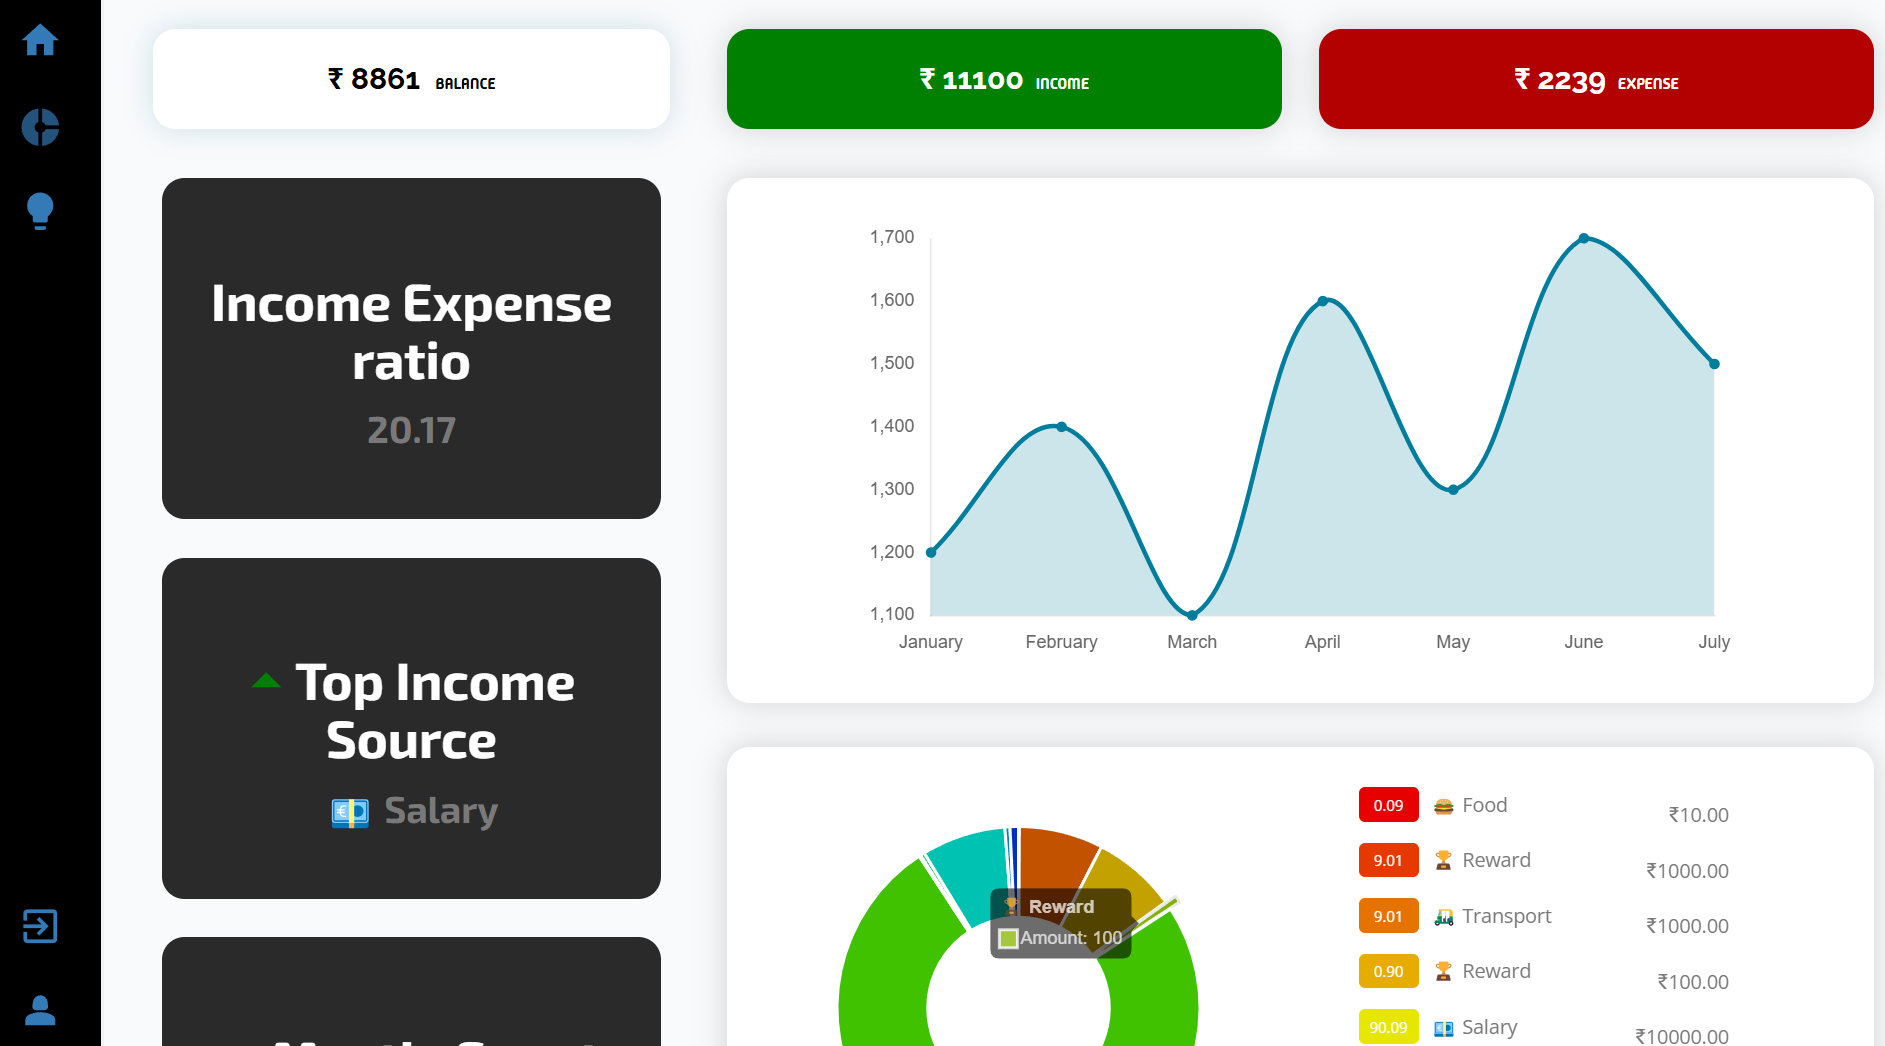 ₹ 8861 BALANCE
₹ 11100 INCOME
₹ 2239 EXPENSE
Income Expense
ratio
20.17
Top Income
Source
Salary
1,700
1,600
1,500
1,400
1,300
1,200
1,100
January February March April May June July
Reward
Amount: 100
0.09 Food ₹10.00
9.01 Reward ₹1000.00
9.01 Transport ₹1000.00
0.90 Reward ₹100.00
90.09 Salary ₹10000.00